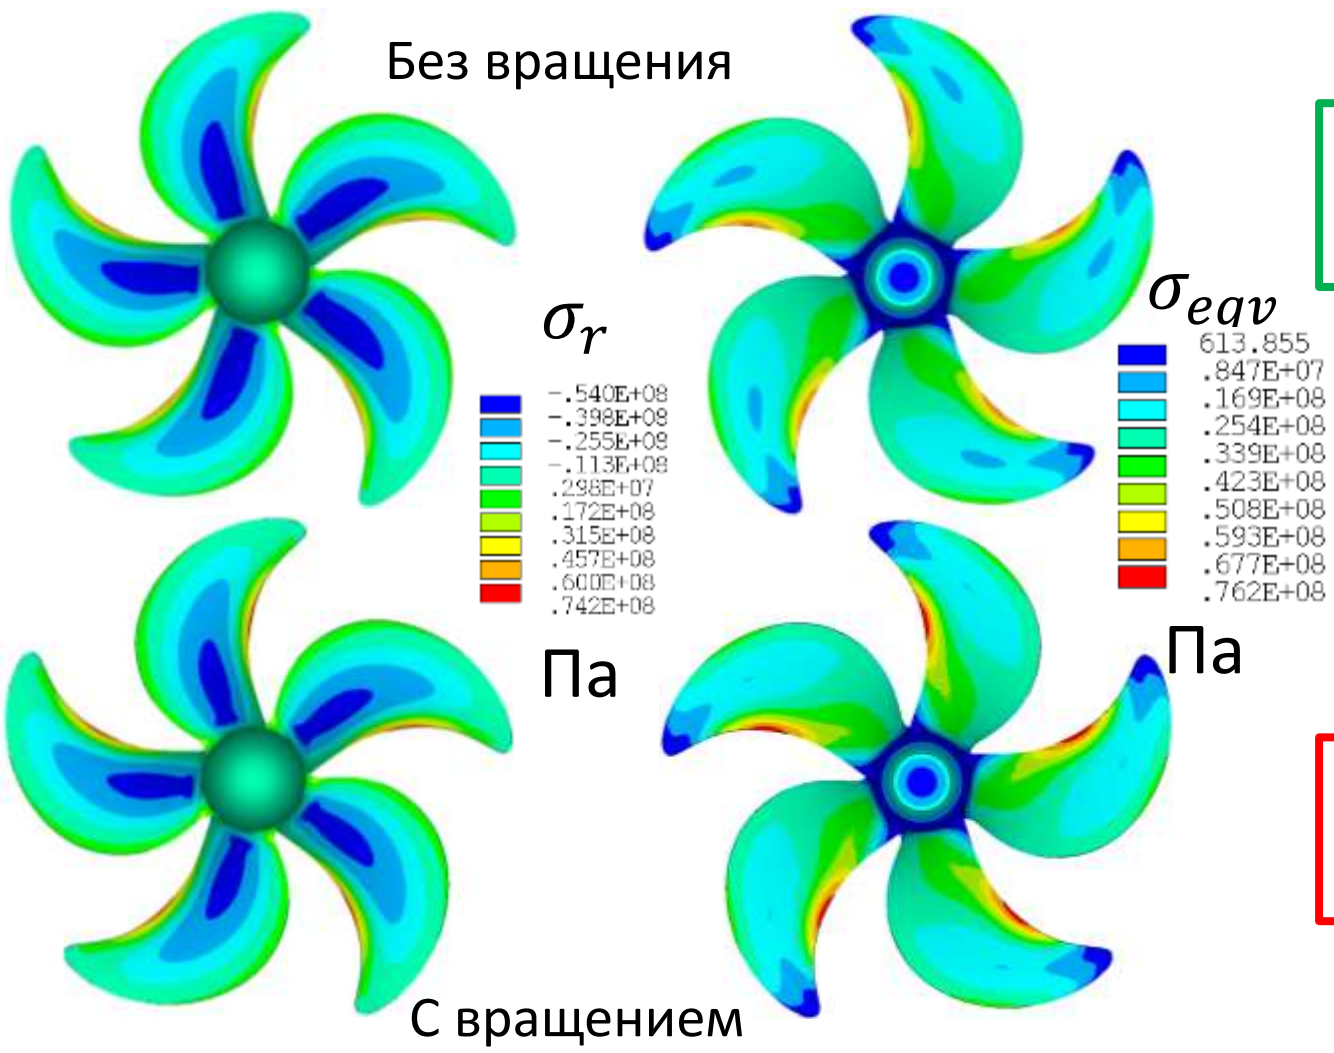 Без вращения
σᵣ
-.540E+08
-.398E+08
-.255E+08
-.113E+08
.298E+07
.172E+08
.315E+08
.457E+08
.600E+08
.742E+08
Па
σ_eqv
613.855
.847E+07
.169E+08
.254E+08
.339E+08
.423E+08
.508E+08
.593E+08
.677E+08
.762E+08
Па
С вращением